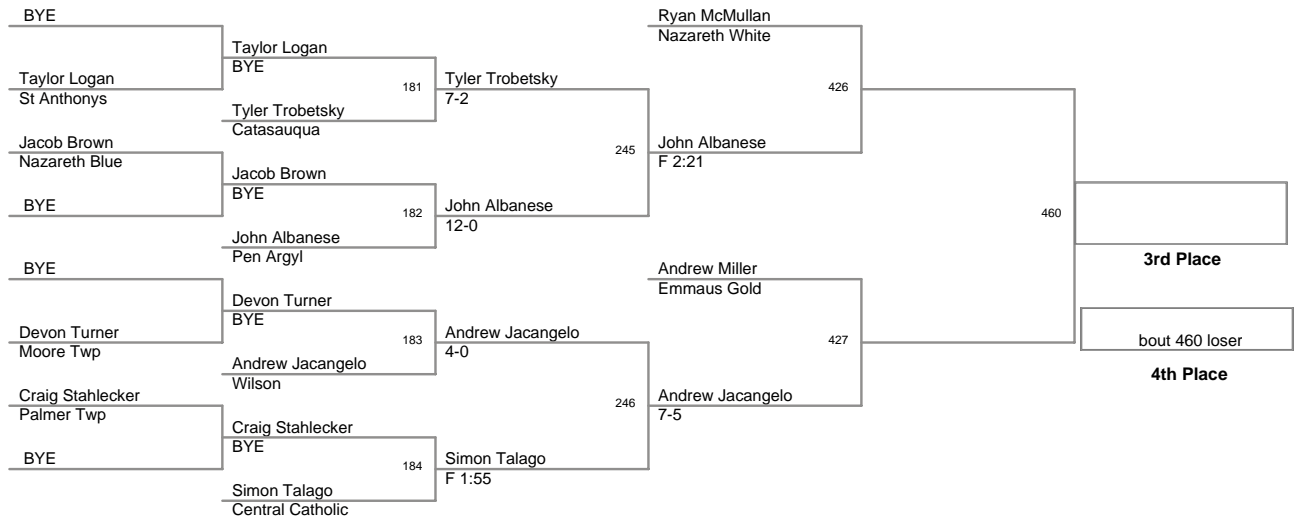 BYE
Taylor Logan
St Anthonys
Jacob Brown
Nazareth Blue
BYE
BYE
Devon Turner
Moore Twp
Craig Stahlecker
Palmer Twp
BYE
Taylor Logan
BYE
181
Tyler Trobetsky
Catasauqua
Jacob Brown
BYE
182
John Albanese
Pen Argyl
Devon Turner
BYE
183
Andrew Jacangelo
Wilson
Craig Stahlecker
BYE
184
Simon Talago
Central Catholic
Tyler Trobetsky
7-2
245
John Albanese
12-0
Andrew Jacangelo
4-0
246
Simon Talago
F 1:55
Ryan McMullan
Nazareth White
426
John Albanese
F 2:21
Andrew Miller
Emmaus Gold
427
Andrew Jacangelo
7-5
460
3rd Place
bout 460 loser
4th Place